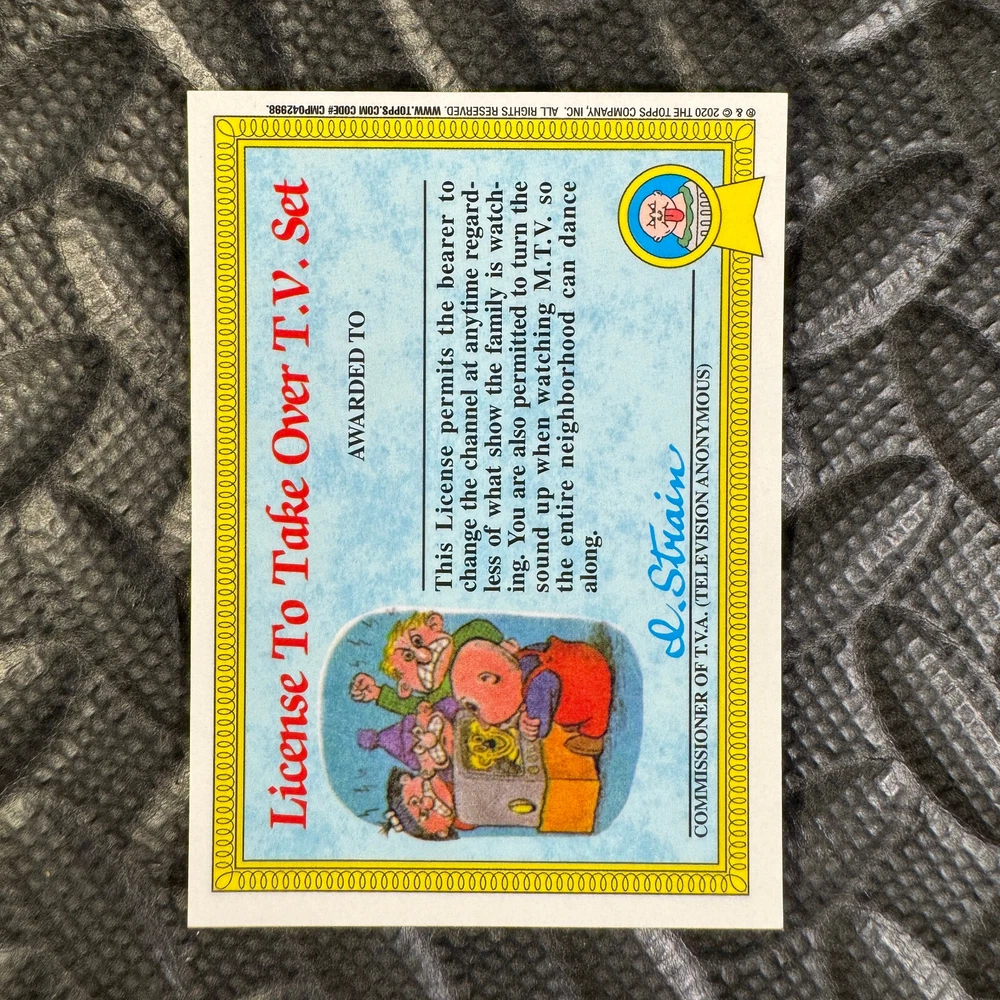 License To Take Over T.V. Set
AWARDED TO
This License permits the bearer to
change the channel at anytime regard-
less of what show the family is watch-
ing. You are also permitted to turn the
sound up when watching M.T.V. so
the entire neighborhood can dance
along.
I. Strain
COMMISSIONER OF T.V.A. (TELEVISION ANONYMOUS)
® & © 2020 THE TOPPS COMPANY, INC. ALL RIGHTS RESERVED. WWW.TOPPS.COM CODE# CMP042998.